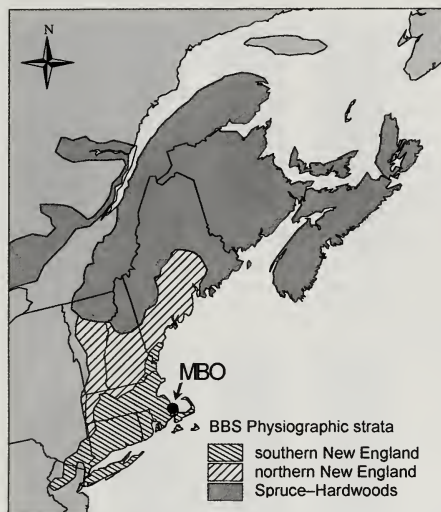 N
MBO
BBS Physiographic strata
southern New England
northern New England
Spruce–Hardwoods